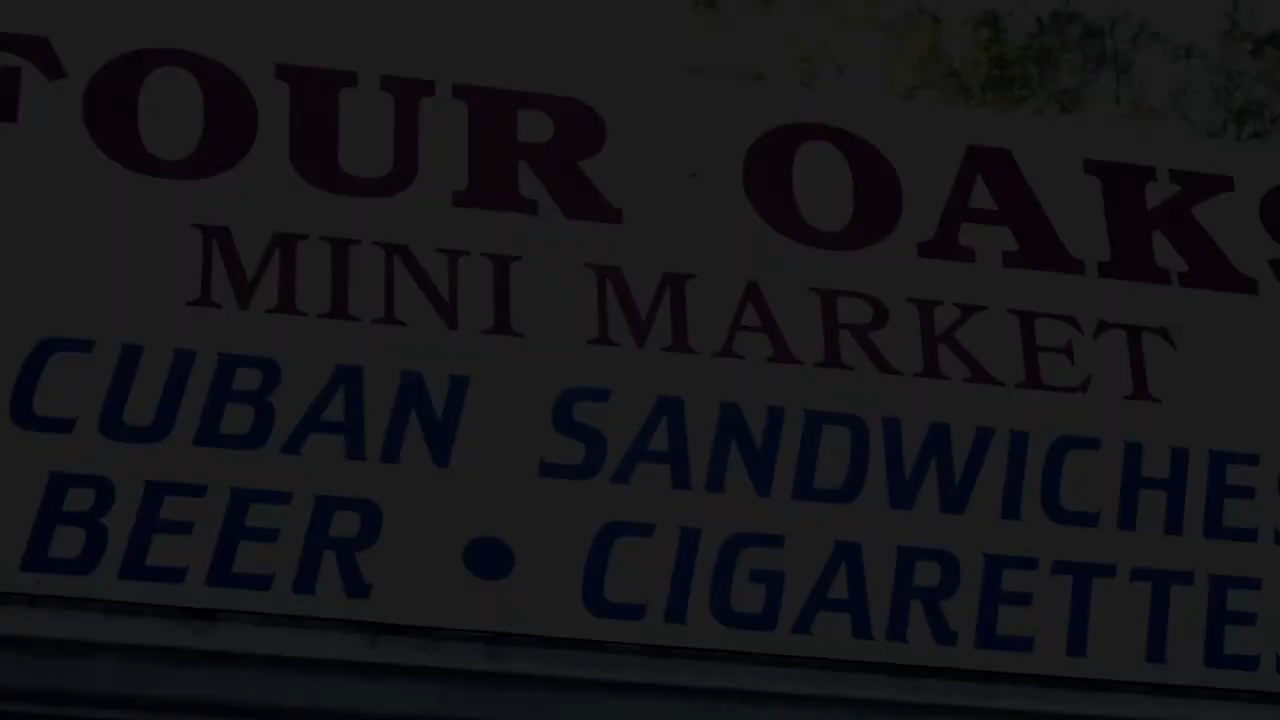 FOUR OAKS
MINI MARKET
CUBAN SANDWICHE
BEER • CIGARETTE